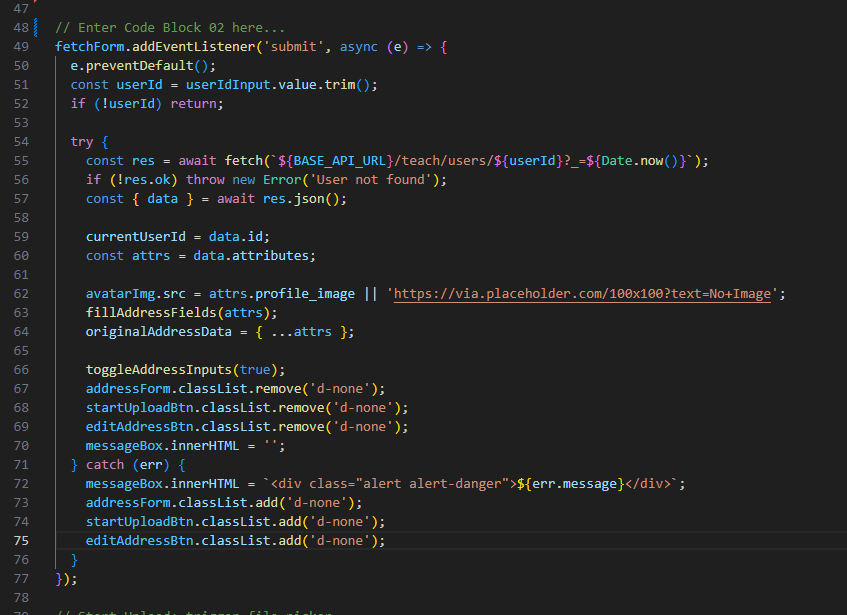 47
48 // Enter Code Block 02 here...
49 fetchForm.addEventListener('submit', async (e) => {
50 e.preventDefault();
51 const userId = userIdInput.value.trim();
52 if (!userId) return;
53
54 try {
55 const res = await fetch(`${BASE_API_URL}/teach/users/${userId}?_=${Date.now()}`);
56 if (!res.ok) throw new Error('User not found');
57 const { data } = await res.json();
58
59 currentUserId = data.id;
60 const attrs = data.attributes;
61
62 avatarImg.src = attrs.profile_image || 'https://via.placeholder.com/100x100?text=No+Image';
63 fillAddressFields(attrs);
64 originalAddressData = { ...attrs };
65
66 toggleAddressInputs(true);
67 addressForm.classList.remove('d-none');
68 startUploadBtn.classList.remove('d-none');
69 editAddressBtn.classList.remove('d-none');
70 messageBox.innerHTML = '';
71 } catch (err) {
72 messageBox.innerHTML = `<div class="alert alert-danger">${err.message}</div>`;
73 addressForm.classList.add('d-none');
74 startUploadBtn.classList.add('d-none');
75 editAddressBtn.classList.add('d-none');
76 }
77 });
78
79 // Start Upload: trigger file picker